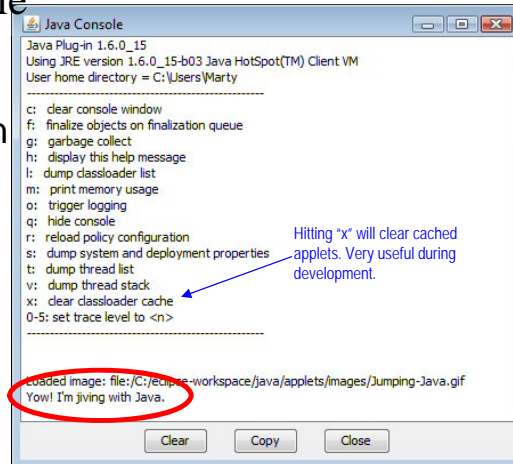 Java Console
Java Plug-in 1.6.0_15
Using JRE version 1.6.0_15-b03 Java HotSpot(TM) Client VM
User home directory = C:\Users\Marty
----------------------------------------------------
c: clear console window
f: finalize objects on finalization queue
g: garbage collect
h: display this help message
l: dump classloader list
m: print memory usage
o: trigger logging
q: hide console
r: reload policy configuration
s: dump system and deployment properties
t: dump thread list
v: dump thread stack
x: clear classloader cache
0-5: set trace level to <n>
----------------------------------------------------
Hitting “x” will clear cached
applets. Very useful during
development.
Loaded image: file:/C:/eclipse-workspace/java/applets/images/Jumping-Java.gif
Yow! I'm jiving with Java.
Clear Copy Close